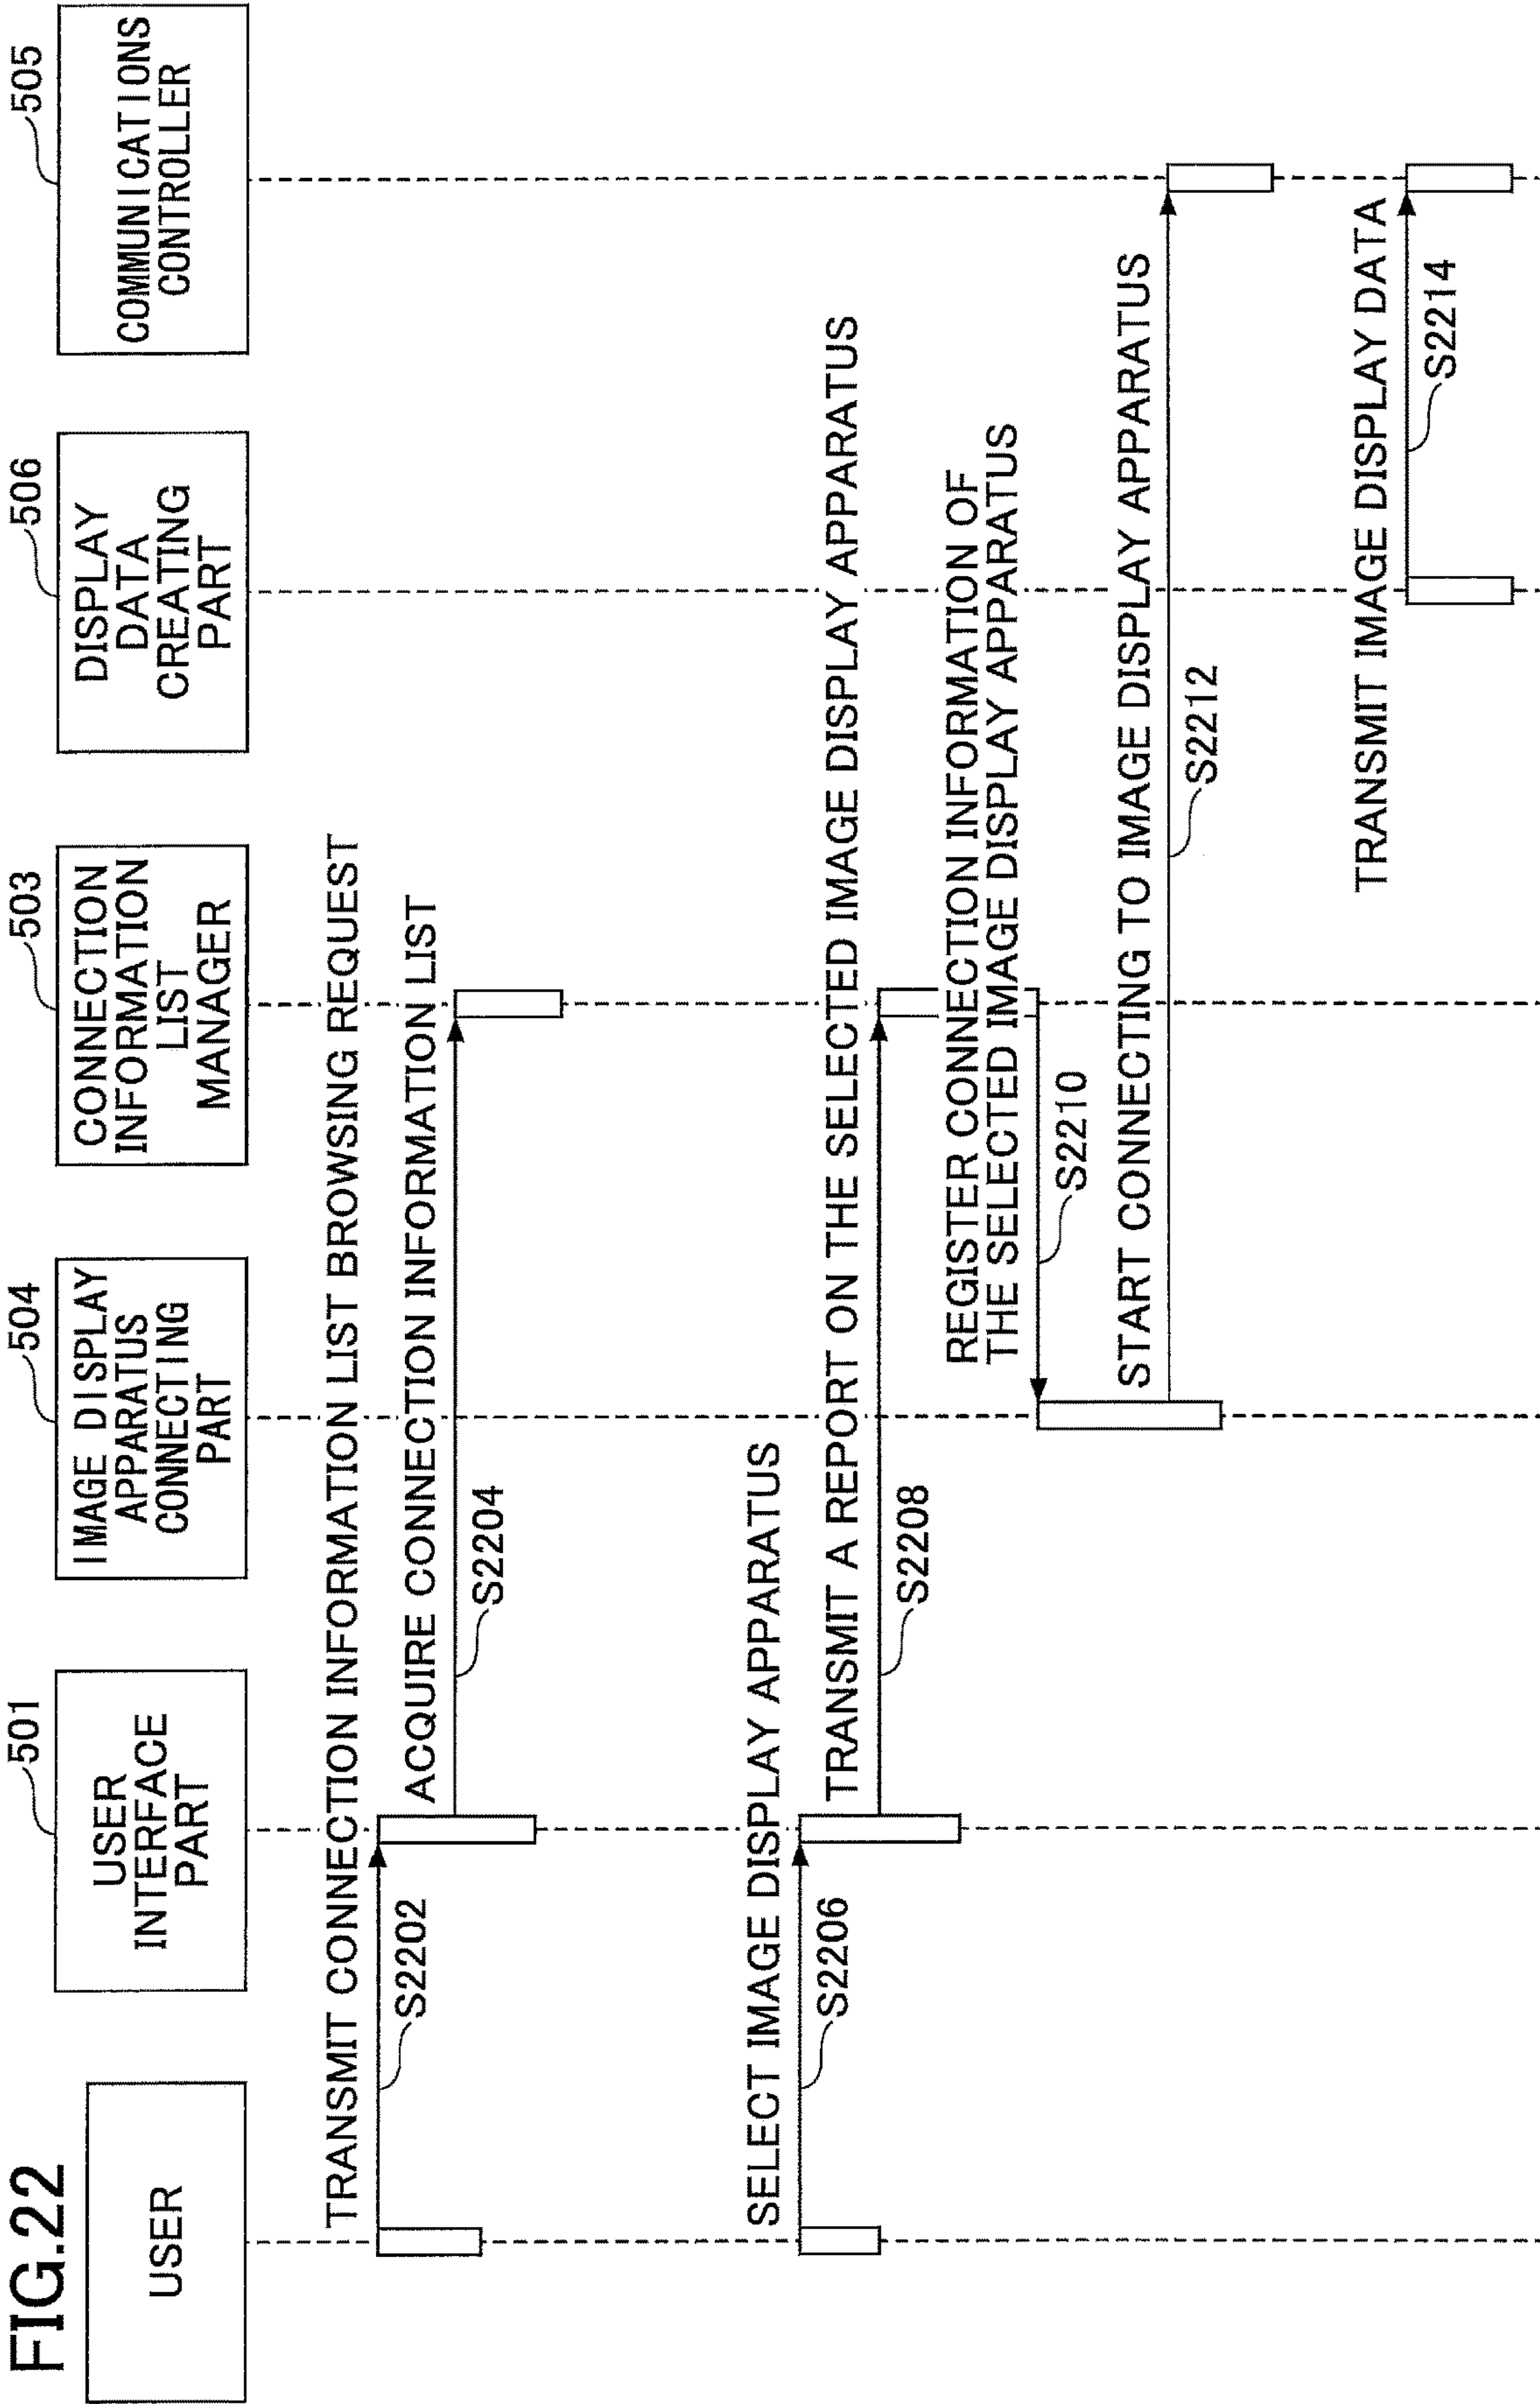 FIG.22
USER
501
USER
INTERFACE
PART
504
IMAGE DISPLAY
APPARATUS
CONNECTING
PART
503
CONNECTION
INFORMATION
LIST
MANAGER
506
DISPLAY
DATA
CREATING
PART
505
COMMUNICATIONS
CONTROLLER
TRANSMIT CONNECTION INFORMATION LIST BROWSING REQUEST
S2202
ACQUIRE CONNECTION INFORMATION LIST
S2204
SELECT IMAGE DISPLAY APPARATUS
S2206
TRANSMIT A REPORT ON THE SELECTED IMAGE DISPLAY APPARATUS
S2208
REGISTER CONNECTION INFORMATION OF
THE SELECTED IMAGE DISPLAY APPARATUS
S2210
START CONNECTING TO IMAGE DISPLAY APPARATUS
S2212
TRANSMIT IMAGE DISPLAY DATA
S2214